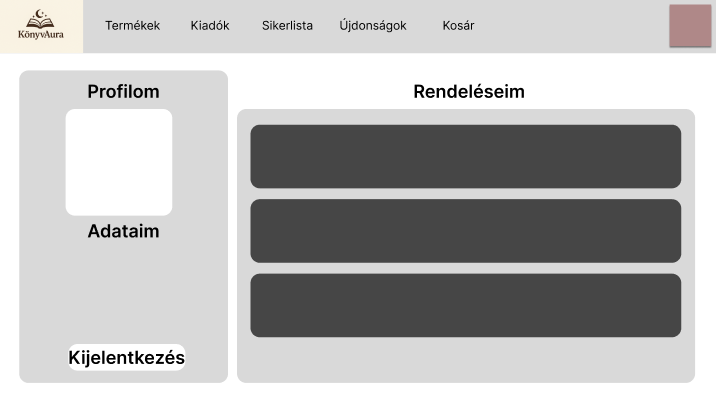 KönyvAura
Termékek
Kiadók
Sikerlista
Újdonságok
Kosár
Profilom
Adataim
Kijelentkezés
Rendeléseim